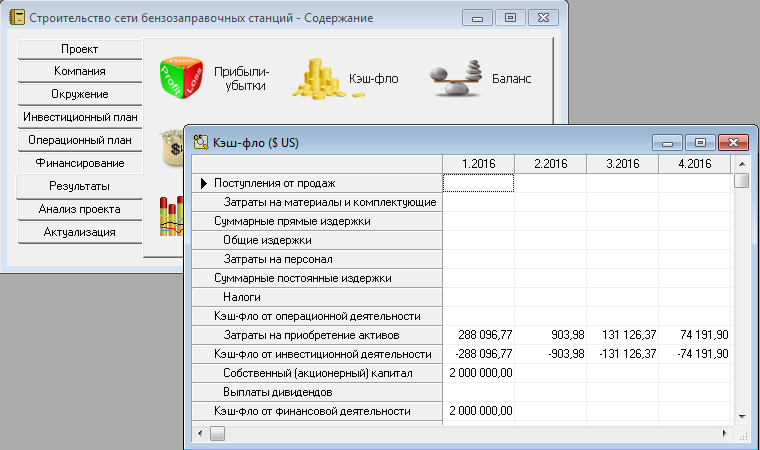 Строительство сети бензозаправочных станций - Содержание
Проект
Компания
Окружение
Инвестиционный план
Операционный план
Финансирование
Результаты
Анализ проекта
Актуализация
Profit
Loss
Прибыли-
убытки
Кэш-фло
Баланс
Кэш-фло ($ US)
1.2016 2.2016 3.2016 4.2016
Поступления от продаж
Затраты на материалы и комплектующие
Суммарные прямые издержки
Общие издержки
Затраты на персонал
Суммарные постоянные издержки
Налоги
Кэш-фло от операционной деятельности
Затраты на приобретение активов 288 096,77 903,98 131 126,37 74 191,90
Кэш-фло от инвестиционной деятельности -288 096,77 -903,98 -131 126,37 -74 191,90
Собственный (акционерный) капитал 2 000 000,00
Выплаты дивидендов
Кэш-фло от финансовой деятельности 2 000 000,00